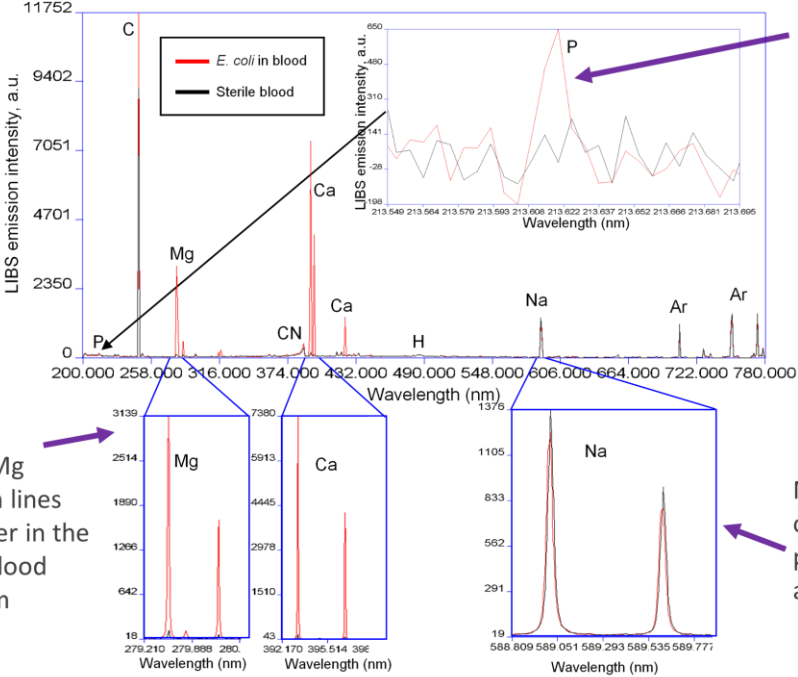 11752
9402
7051
4701
2350
0
LIBS emission intensity, a.u.
C
E. coli in blood
Sterile blood
650
480
310
141
-28
-198
LIBS emission intensity, a.u.
P
213.549 213.564 213.579 213.593 213.608 213.622 213.637 213.652 213.666 213.681 213.695
Wavelength (nm)
Ca
Mg
P
CN
Ca
H
Na
Ar
Ar
200.000 258.000 316.000 374.000 432.000 490.000 548.000 606.000 664.000 722.000 780.000
Wavelength (nm)
3139
2514
1890
1266
642
18
Mg
279.210 279.888 280.
Wavelength (nm)
7380
5913
4445
2978
1510
43
Ca
392.170 395.514
Wavelength (nm)
1376
1105
833
562
291
19
Na
588.809 589.051 589.293 589.535 589.777
Wavelength (nm)
Mg
lines
in the